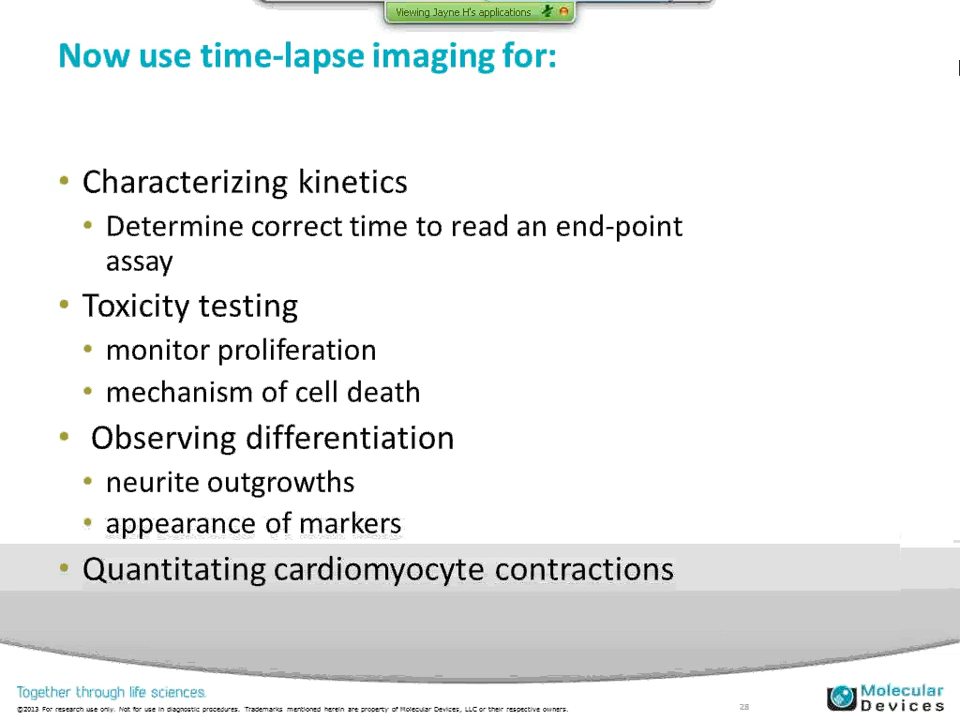 Viewing Jayne H's applications
Now use time-lapse imaging for:
• Characterizing kinetics
• Determine correct time to read an end-point
assay
• Toxicity testing
• monitor proliferation
• mechanism of cell death
• Observing differentiation
• neurite outgrowths
• appearance of markers
• Quantitating cardiomyocyte contractions
Together through life sciences.
©2013 For research use only. Not for use in diagnostic procedures. Trademarks mentioned herein are property of Molecular Devices, LLC or their respective owners.
28
Molecular
Devices